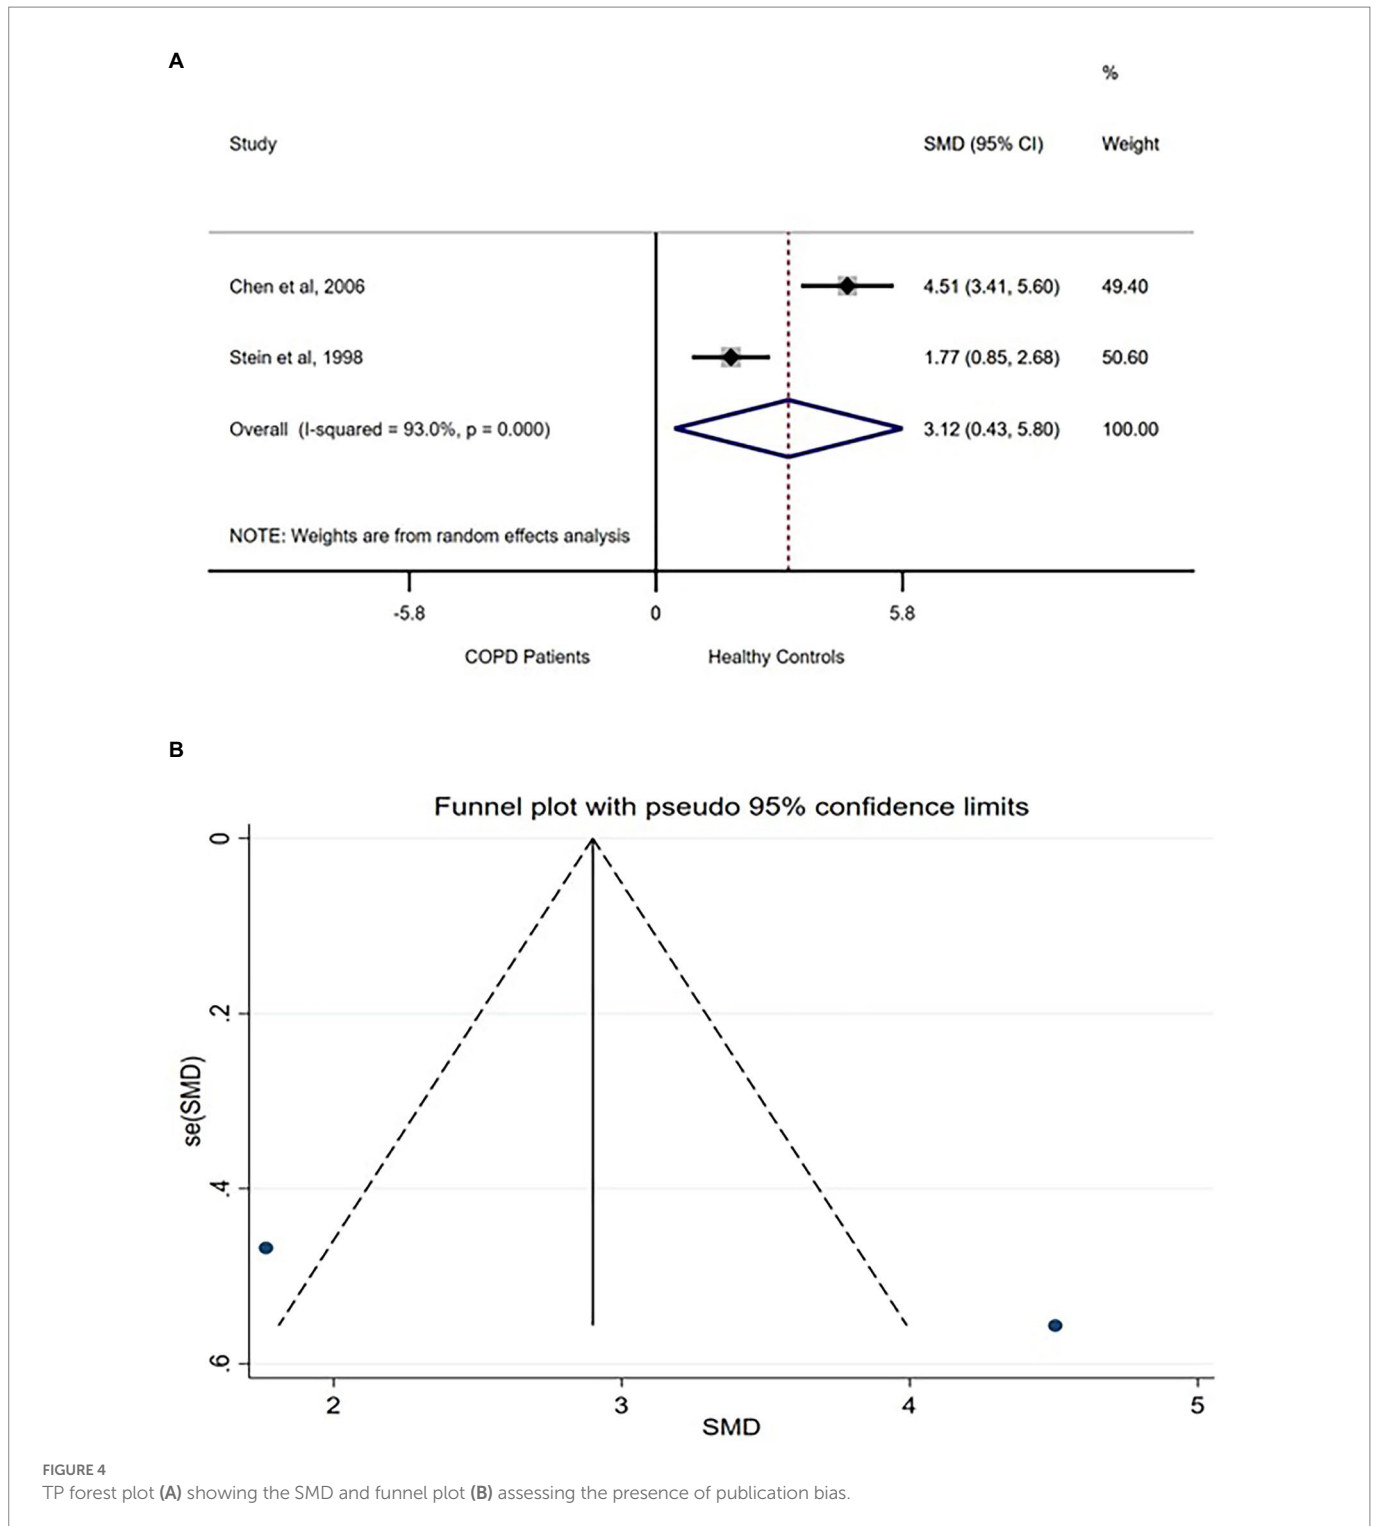 A
%
Study SMD (95% CI) Weight
Chen et al, 2006 4.51 (3.41, 5.60) 49.40
Stein et al, 1998 1.77 (0.85, 2.68) 50.60
Overall (I-squared = 93.0%, p = 0.000) 3.12 (0.43, 5.80) 100.00
NOTE: Weights are from random effects analysis
-5.8 0 5.8
COPD Patients Healthy Controls
B
Funnel plot with pseudo 95% confidence limits
0
.2
se(SMD)
.4
.6
2 3 4 5
SMD
FIGURE 4
TP forest plot (A) showing the SMD and funnel plot (B) assessing the presence of publication bias.